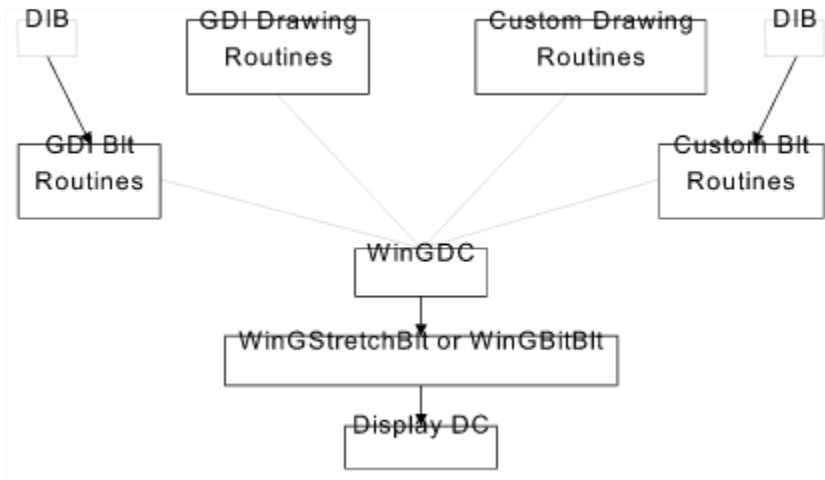 DIB
GDI Drawing
Routines
Custom Drawing
Routines
DIB
GDI Blt
Routines
Custom Blt
Routines
WinGDC
WinGStretchBlt or WinGBitBlt
Display DC